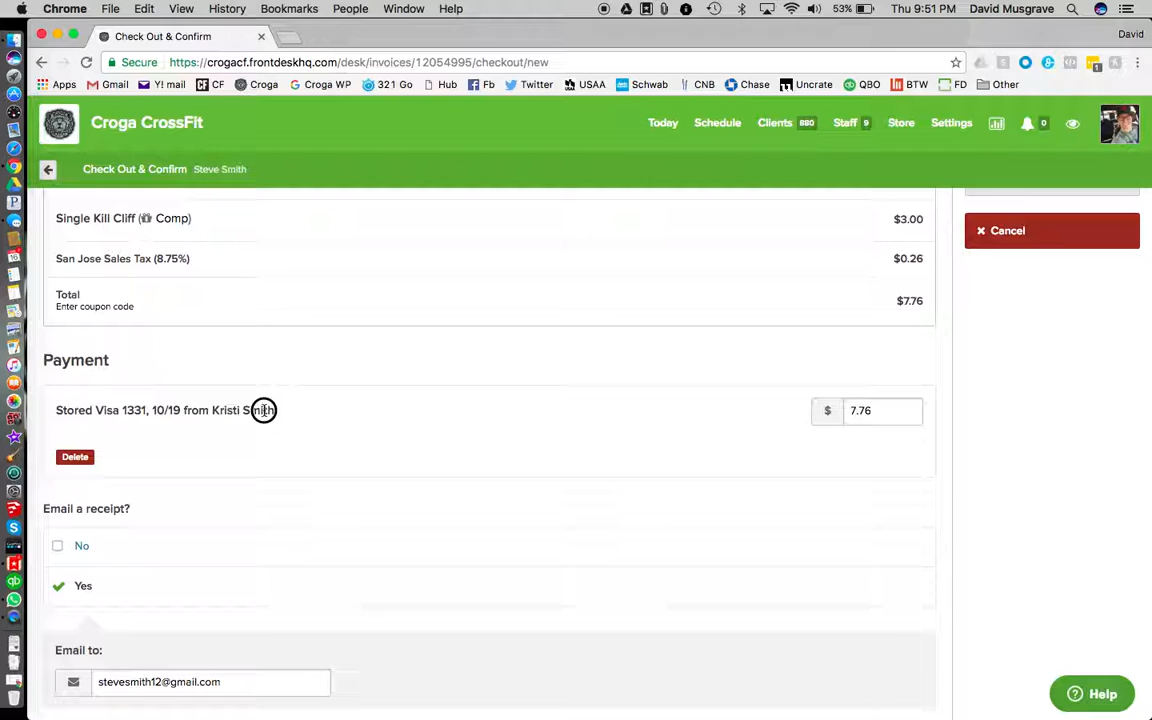 Chrome File Edit View History Bookmarks People Window Help 53% Thu 9:51 PM David Musgrave
Check Out & Confirm David
Secure https://crogacf.frontdeskhq.com/desk/invoices/12054995/checkout/new
Apps Gmail Y! mail CF Croga Croga WP 321 Go Hub Fb Twitter USAA Schwab CNB Chase Uncrate QBO BTW FD Other
Croga CrossFit Today Schedule Clients 880 Staff 9 Store Settings 0
Check Out & Confirm Steve Smith
Single Kill Cliff ( Comp) $3.00
Cancel
San Jose Sales Tax (8.75%) $0.26
Total
Enter coupon code
$7.76
Payment
Stored Visa 1331, 10/19 from Kristi Smith $ 7.76
Delete
Email a receipt?
No
Yes
Email to:
stevesmith12@gmail.com
Help